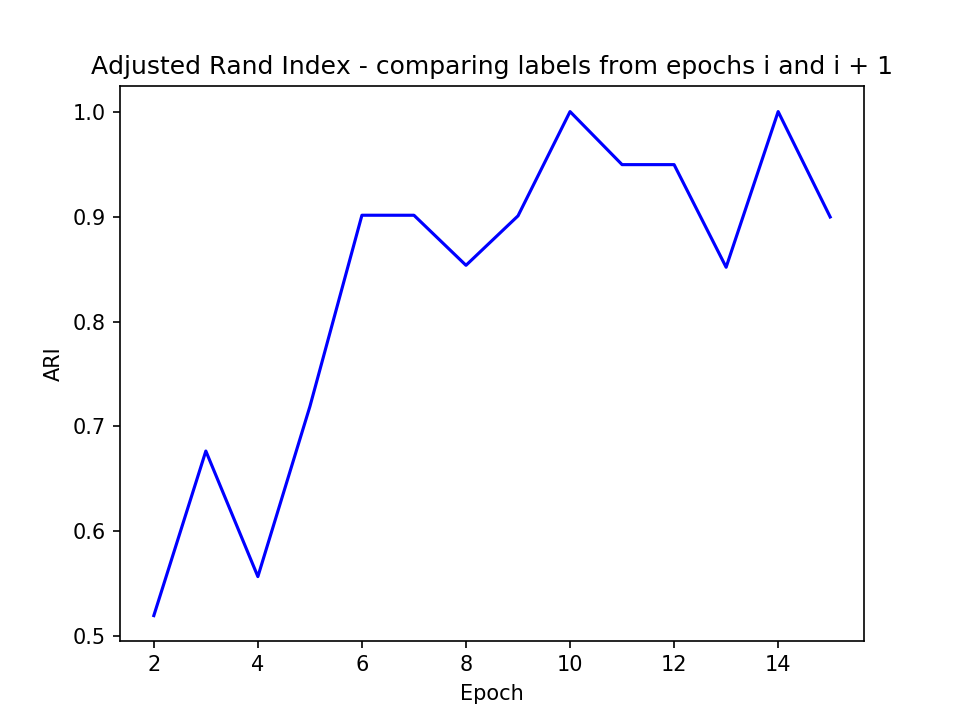 Adjusted Rand Index - comparing labels from epochs i and i + 1
1.0
0.9
0.8
0.7
0.6
0.5
ARI
2 4 6 8 10 12 14
Epoch